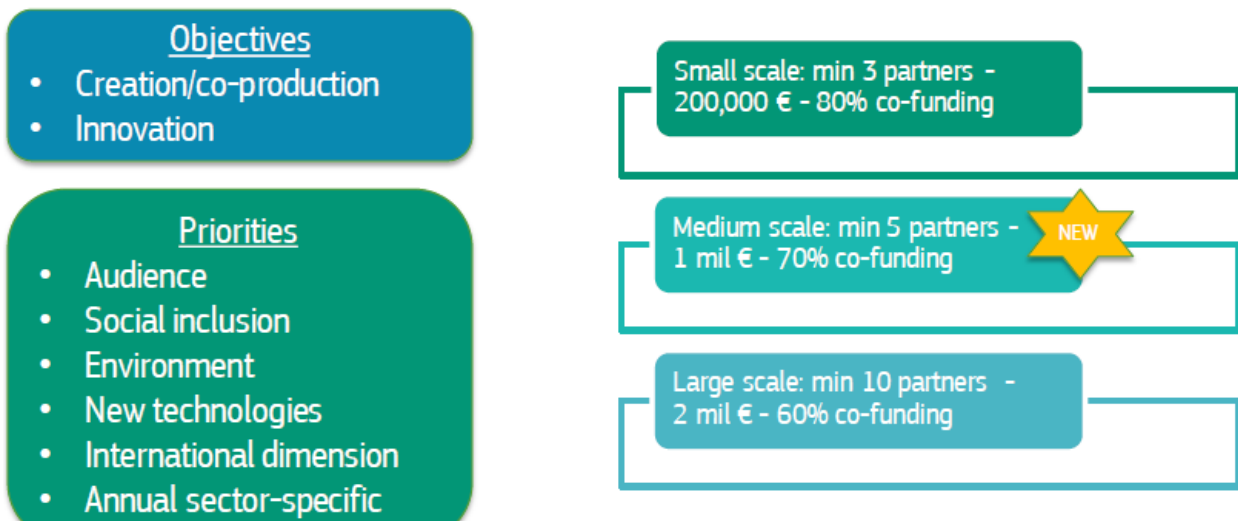 Objectives
• Creation/co-production
• Innovation
Priorities
• Audience
• Social inclusion
• Environment
• New technologies
• International dimension
• Annual sector-specific
Small scale: min 3 partners -
200,000 € - 80% co-funding
Medium scale: min 5 partners -
1 mil € - 70% co-funding
NEW
Large scale: min 10 partners -
2 mil € - 60% co-funding